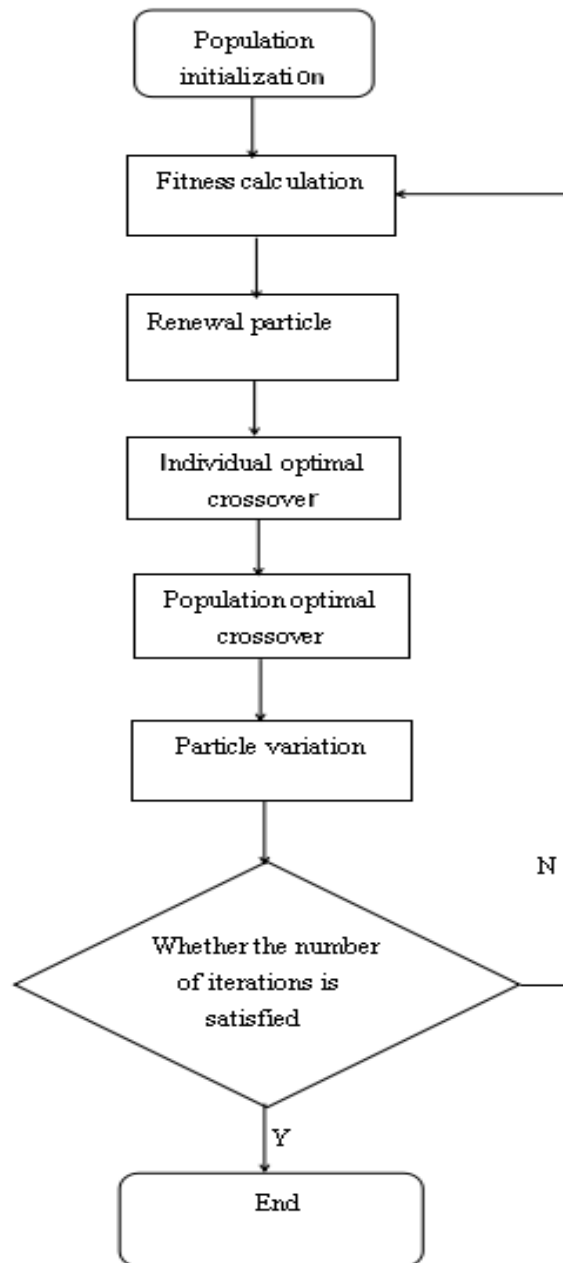 Population
initialization
Fitness calculation
Renewal particle
Individual optimal
crossover
Population optimal
crossover
Particle variation
N
Whether the number
of iterations is
satisfied
Y
End